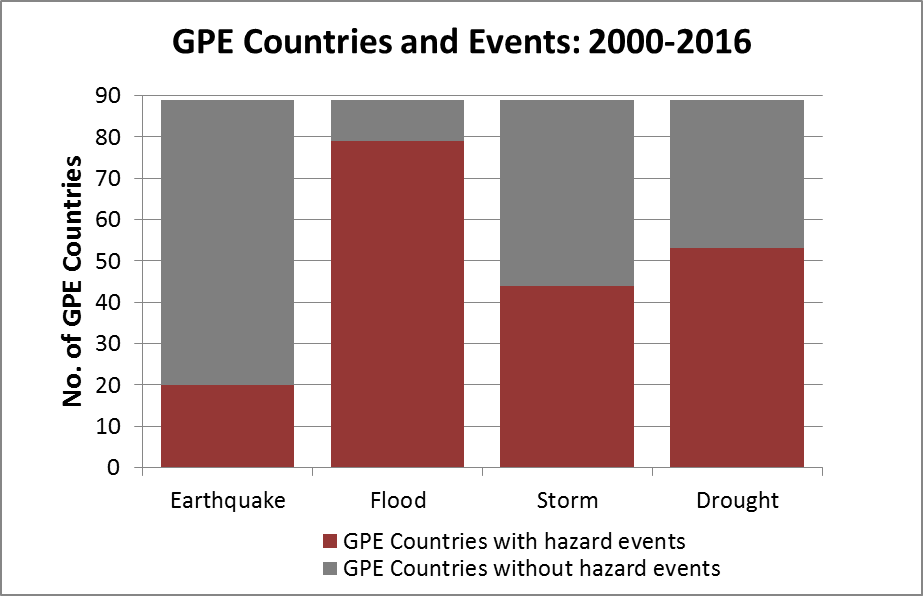 GPE Countries and Events: 2000-2016
No. of GPE Countries
90
80
70
60
50
40
30
20
10
0
Earthquake Flood Storm Drought
GPE Countries with hazard events
GPE Countries without hazard events